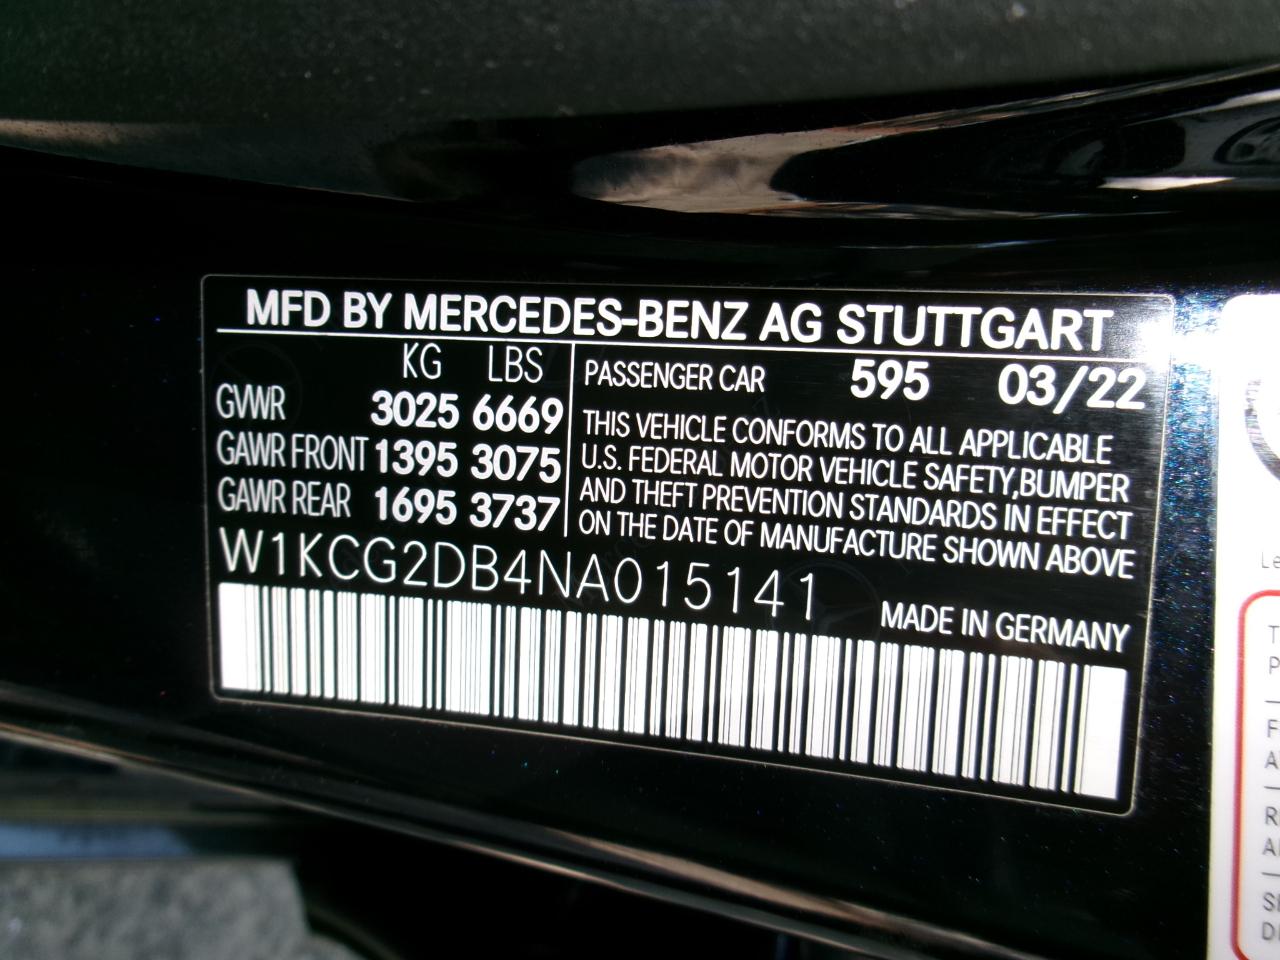 MFD BY MERCEDES-BENZ AG STUTTGART
KG LBS
GVWR 3025 6669
GAWR FRONT 1395 3075
GAWR REAR 1695 3737
PASSENGER CAR 595 03/22
THIS VEHICLE CONFORMS TO ALL APPLICABLE
U.S. FEDERAL MOTOR VEHICLE SAFETY,BUMPER
AND THEFT PREVENTION STANDARDS IN EFFECT
ON THE DATE OF MANUFACTURE SHOWN ABOVE
W1KCG2DB4NA015141
MADE IN GERMANY